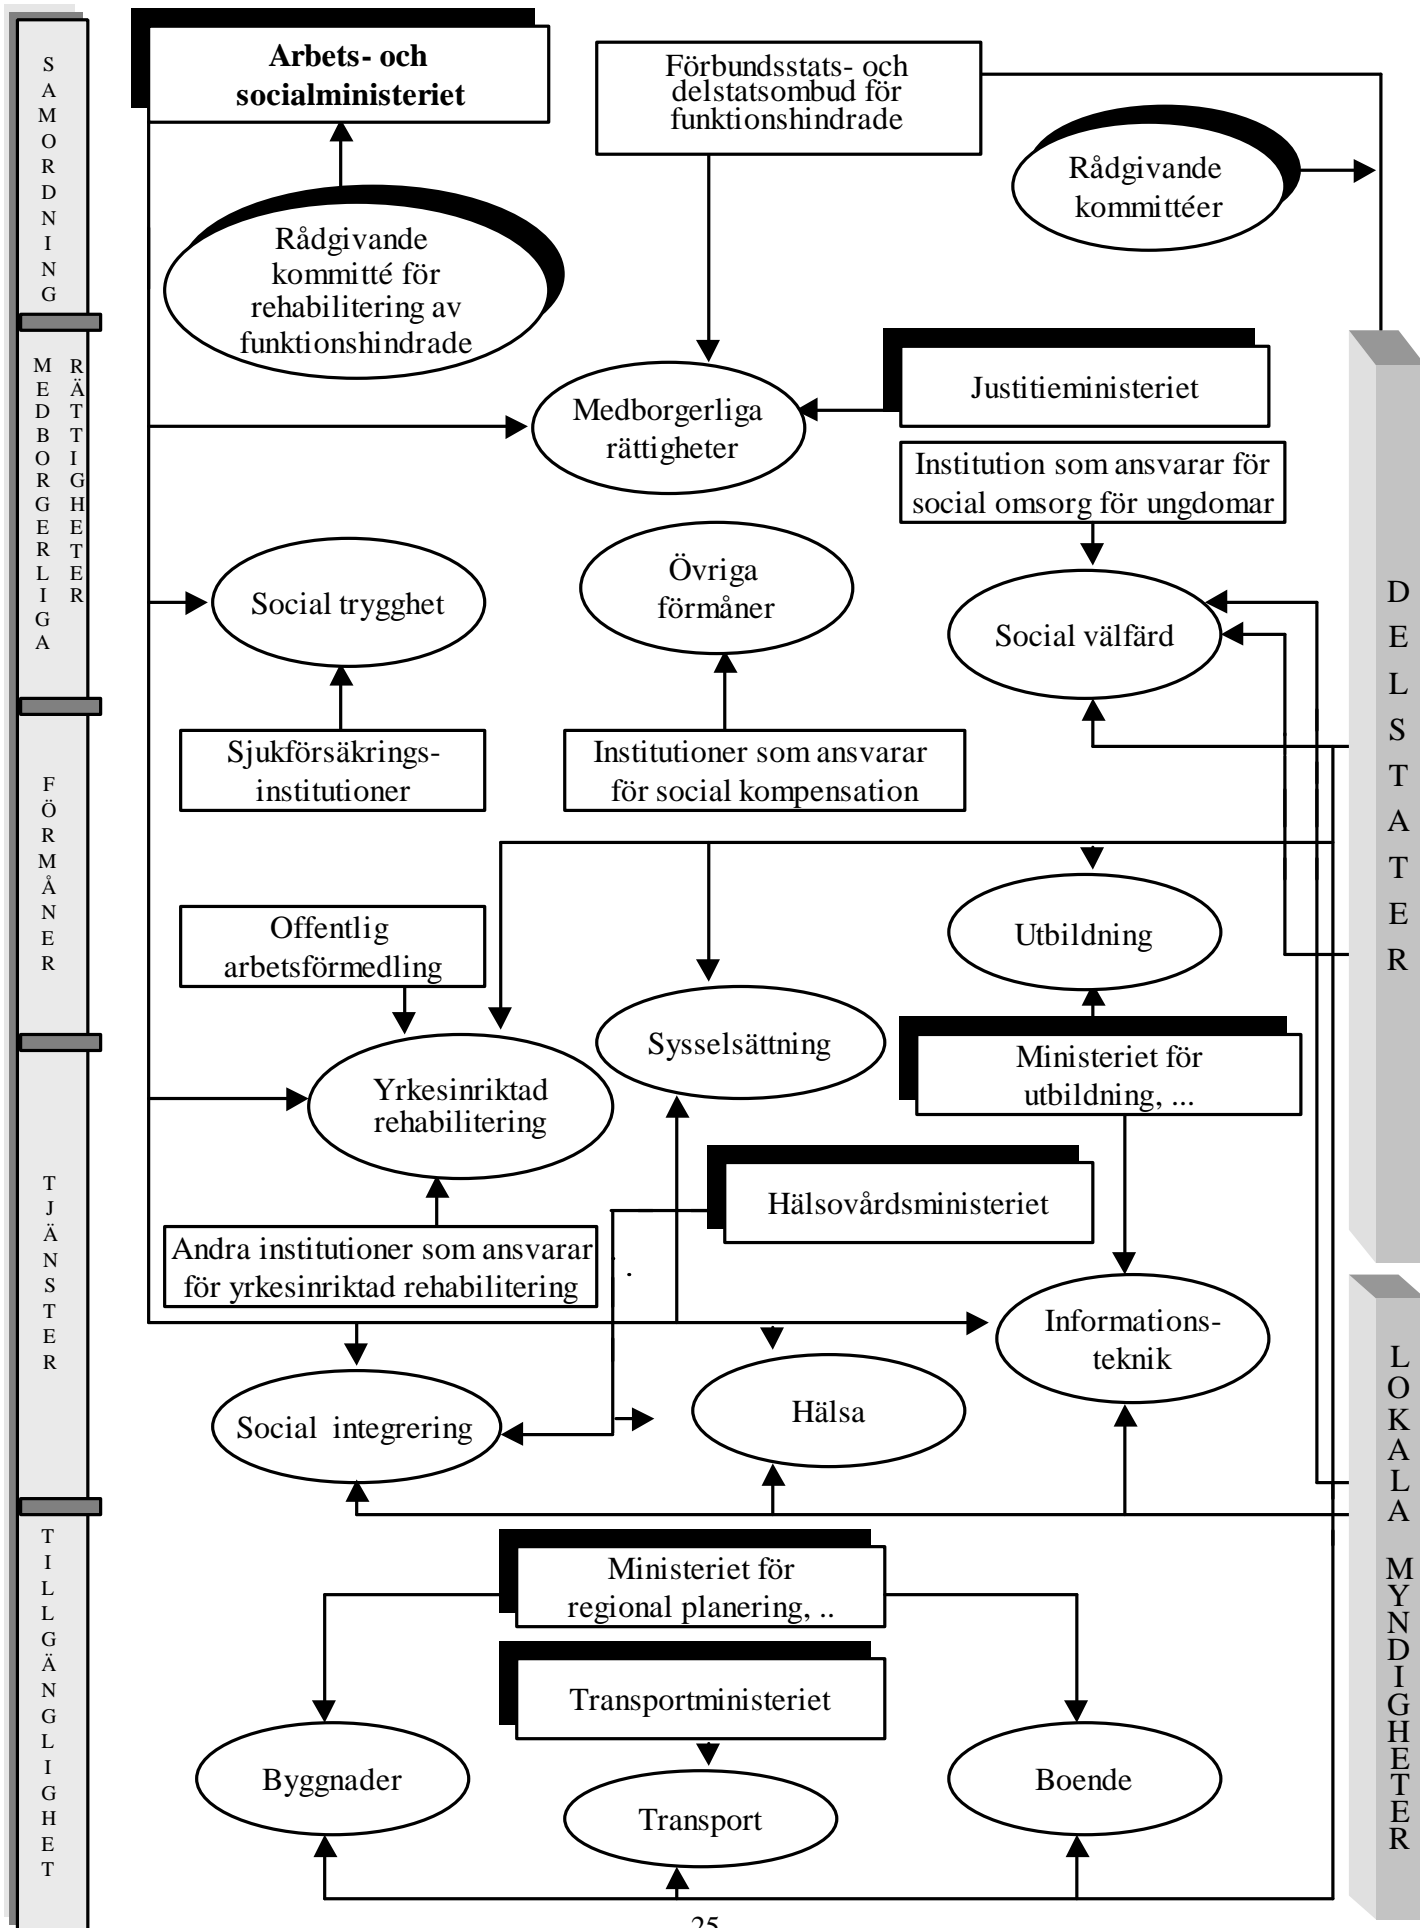 SAMORDNING
Arbets- och
socialministeriet
Förbundsstats- och
delstatsombud för
funktionshindrade
Rådgivande
kommittéer
Rådgivande
kommitté för
rehabilitering av
funktionshindrade
MEDBORGERLIGA
RÄTTIGHETER
Justitieministeriet
Medborgerliga
rättigheter
Institution som ansvarar för
social omsorg för ungdomar
Social trygghet
Övriga
förmåner
Social välfärd
DELSTATER
FÖRMÅNER
Sjukförsäkrings-
institutioner
Institutioner som ansvarar
för social kompensation
Offentlig
arbetsförmedling
Utbildning
Sysselsättning
Ministeriet för
utbildning, ...
Yrkesinriktad
rehabilitering
TJÄNSTER
Hälsovårdsministeriet
Andra institutioner som ansvarar
för yrkesinriktad rehabilitering
.
Informations-
teknik
Social integrering
Hälsa
LOKALA MYNDIGHETER
TILLGÄNGLIGHET
Ministeriet för
regional planering, ..
Transportministeriet
Byggnader
Transport
Boende
25